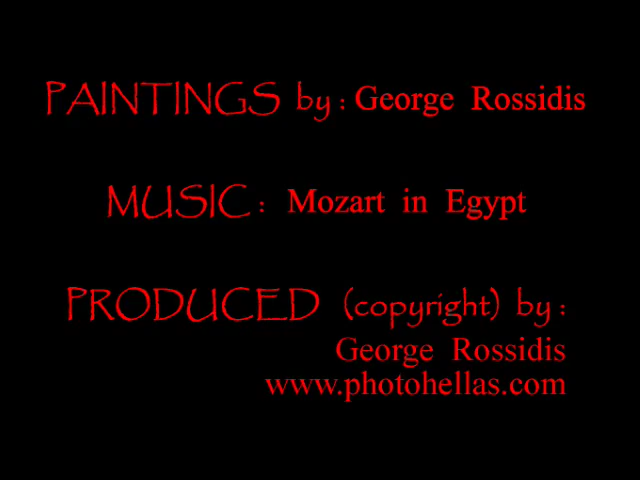 PAINTINGS by : George Rossidis
MUSIC : Mozart in Egypt
PRODUCED (copyright) by :
George Rossidis
www.photohellas.com